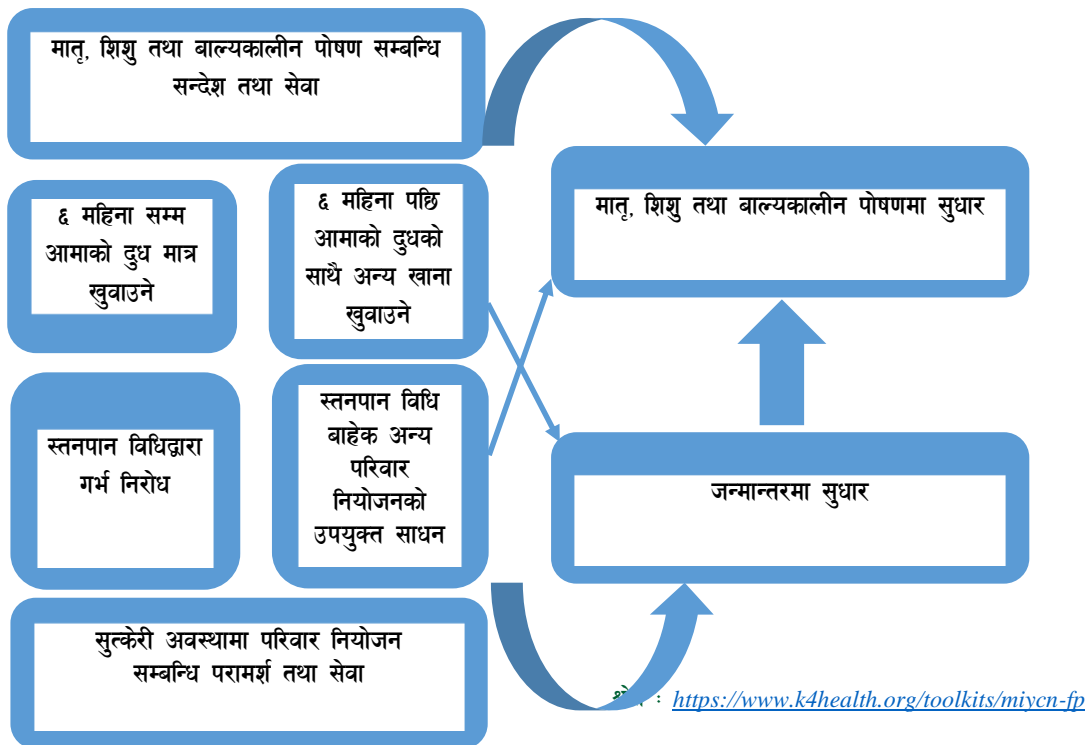 मातृ, शिशु तथा बाल्यकालीन पोषण सम्बन्धि
सन्देश तथा सेवा
६ महिना सम्म
आमाको दुध मात्र
खुवाउने
६ महिना पछि
आमाको दुधको
साथै अन्य खाना
खुवाउने
मातृ, शिशु तथा बाल्यकालीन पोषणमा सुधार
स्तनपान विधिद्वारा
गर्भ निरोध
स्तनपान विधि
बाहेक अन्य
परिवार
नियोजनको
उपयुक्त साधन
जन्मान्तरमा सुधार
सुत्केरी अवस्थामा परिवार नियोजन
सम्बन्धि परामर्श तथा सेवा
: https://www.k4health.org/toolkits/miycn-fp